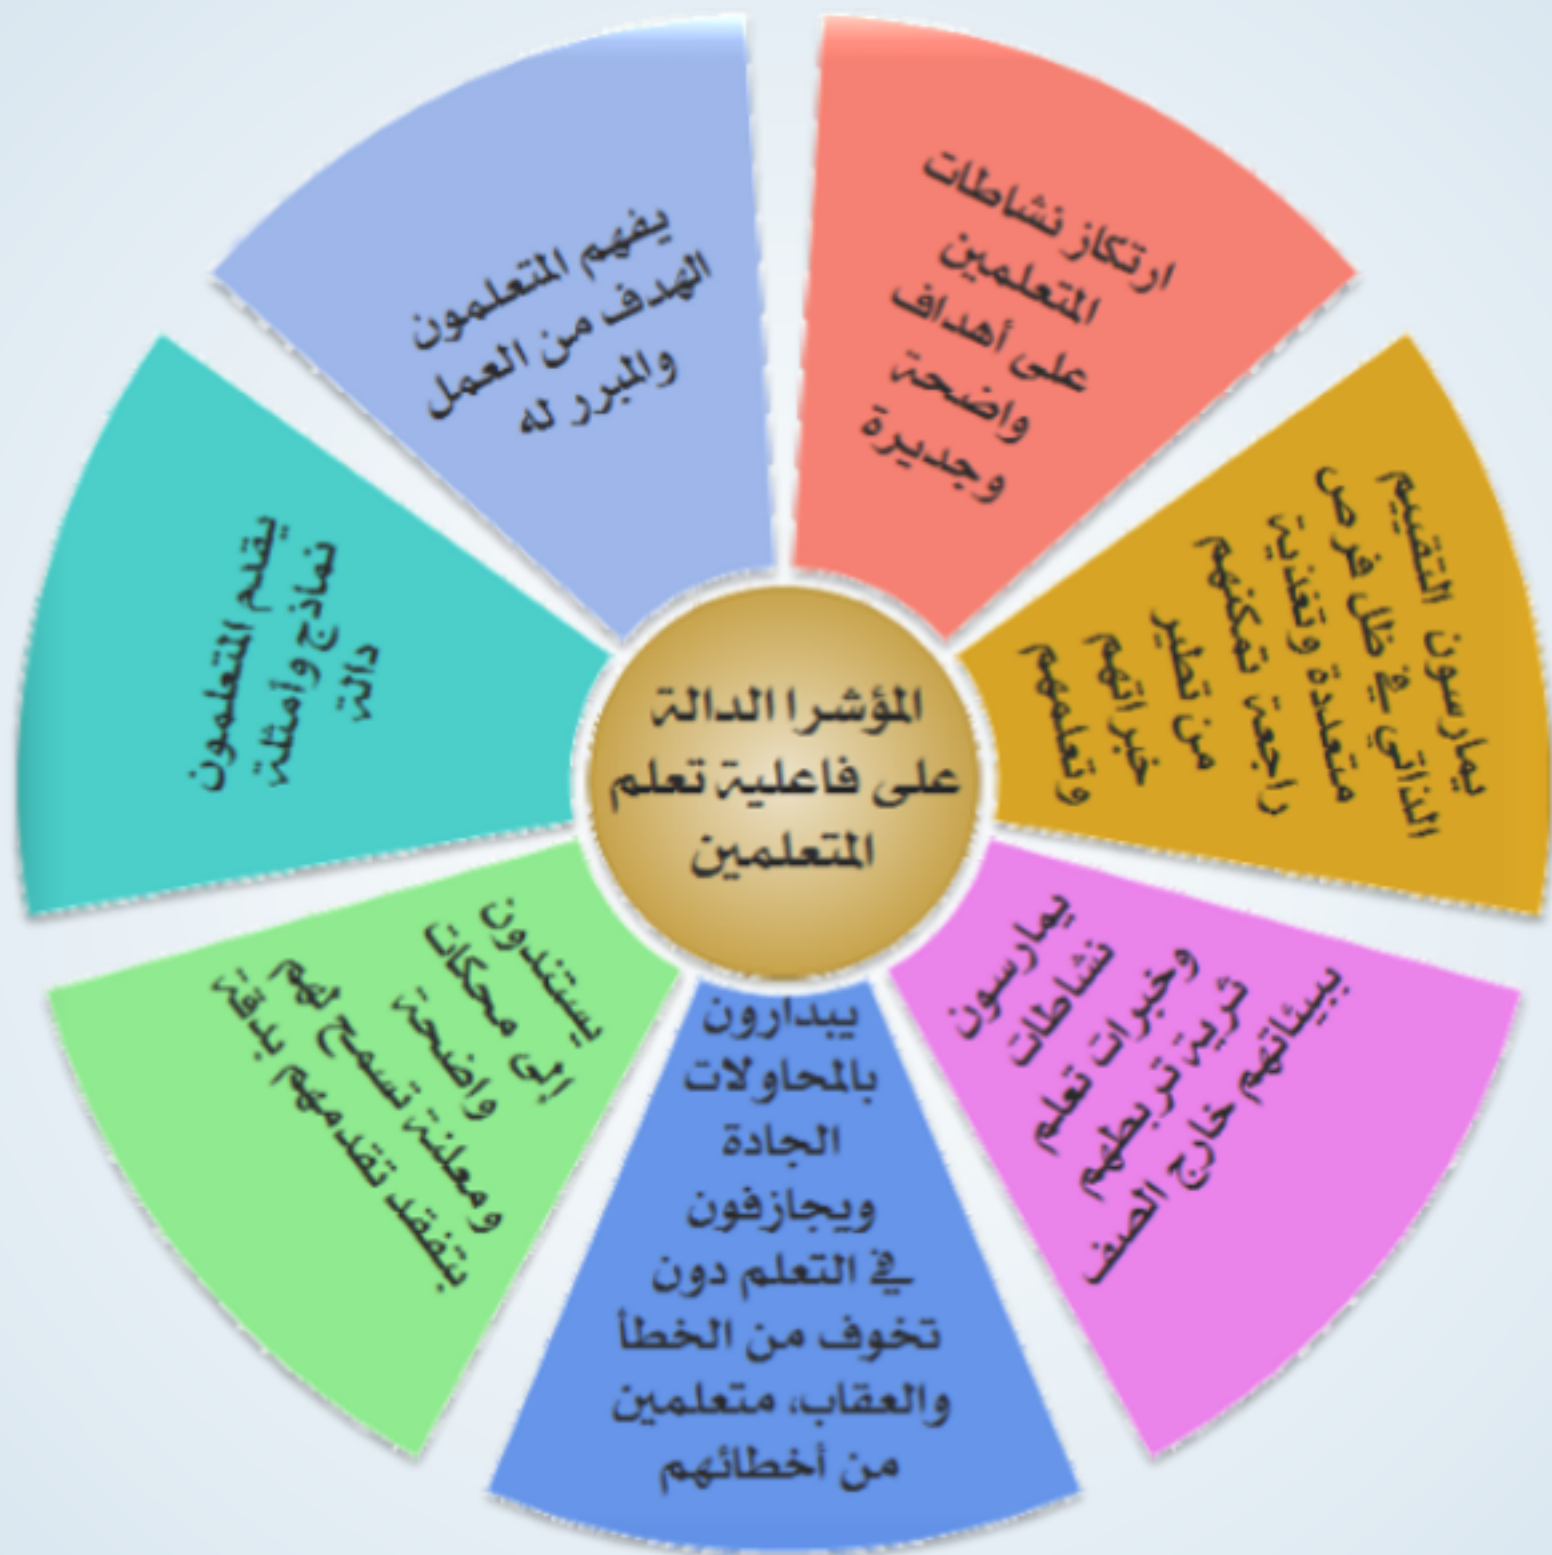 المؤشرا الدالة
على فاعلية تعلم
المتعلمين
ارتكاز نشاطات
المتعلمين
على أهداف
واضحة
وجديرة
يمارسون التقييم
الذاتي في ظل فرص
متعددة وتغذية
راجعة تمكنهم
من تطير
خبراتهم
وتعلمهم
يمارسون
نشاطات
وخبرات تعلم
ثرية تربطهم
ببيئاتهم خارج الصف
يبدارون
بالمحاولات
الجادة
ويجازفون
في التعلم دون
تخوف من الخطأ
والعقاب، متعلمين
من أخطائهم
يستندون
إلى محكات
واضحة
ومعلنة تسمح لهم
بتفقد تقدمهم بدقة
يقدم المتعلمون
نماذج وأمثلة
دالة
يفهم المتعلمون
الهدف من العمل
والمبرر له